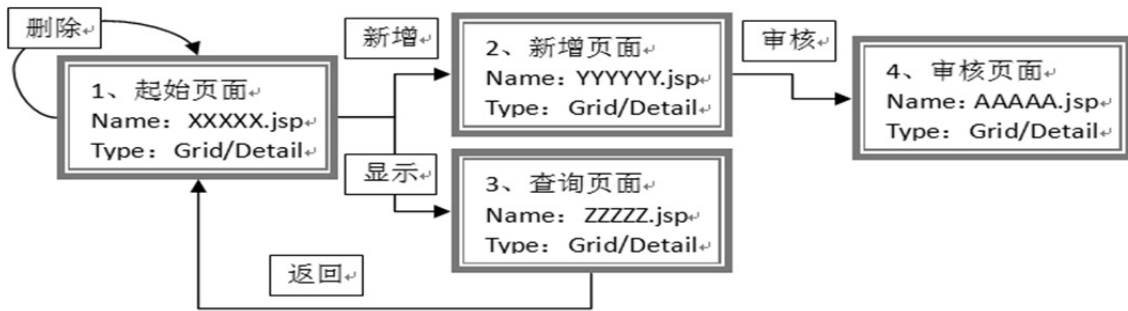 删除
1、起始页面
Name：XXXXX.jsp
Type：Grid/Detail
新增
2、新增页面
Name：YYYYYY.jsp
Type：Grid/Detail
审核
4、审核页面
Name：AAAAA.jsp
Type：Grid/Detail
显示
3、查询页面
Name：ZZZZZ.jsp
Type：Grid/Detail
返回